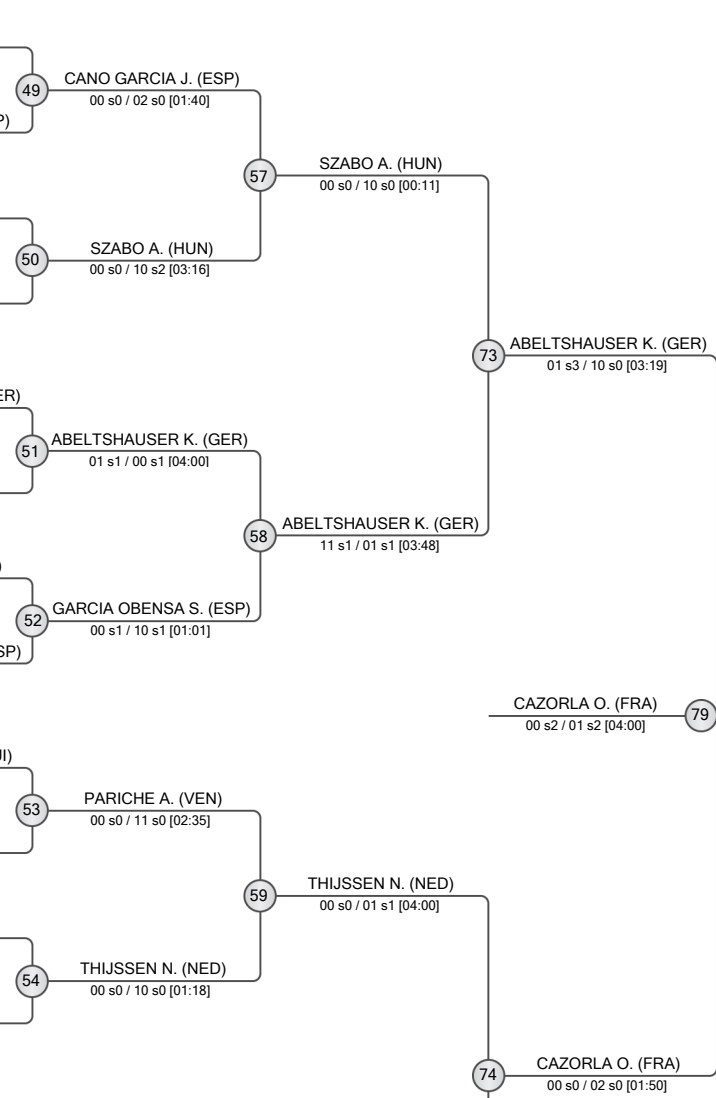 49
CANO GARCIA J. (ESP)
00 s0 / 02 s0 [01:40]
P)
57
SZABO A. (HUN)
00 s0 / 10 s0 [00:11]
50
SZABO A. (HUN)
00 s0 / 10 s2 [03:16]
73
ABELTSHAUSER K. (GER)
01 s3 / 10 s0 [03:19]
ER)
51
ABELTSHAUSER K. (GER)
01 s1 / 00 s1 [04:00]
58
ABELTSHAUSER K. (GER)
11 s1 / 01 s1 [03:48]
)
52
GARCIA OBENSA S. (ESP)
00 s1 / 10 s1 [01:01]
SP)
CAZORLA O. (FRA)
00 s2 / 01 s2 [04:00]
79
I)
53
PARICHE A. (VEN)
00 s0 / 11 s0 [02:35]
59
THIJSSEN N. (NED)
00 s0 / 01 s1 [04:00]
54
THIJSSEN N. (NED)
00 s0 / 10 s0 [01:18]
74
CAZORLA O. (FRA)
00 s0 / 02 s0 [01:50]